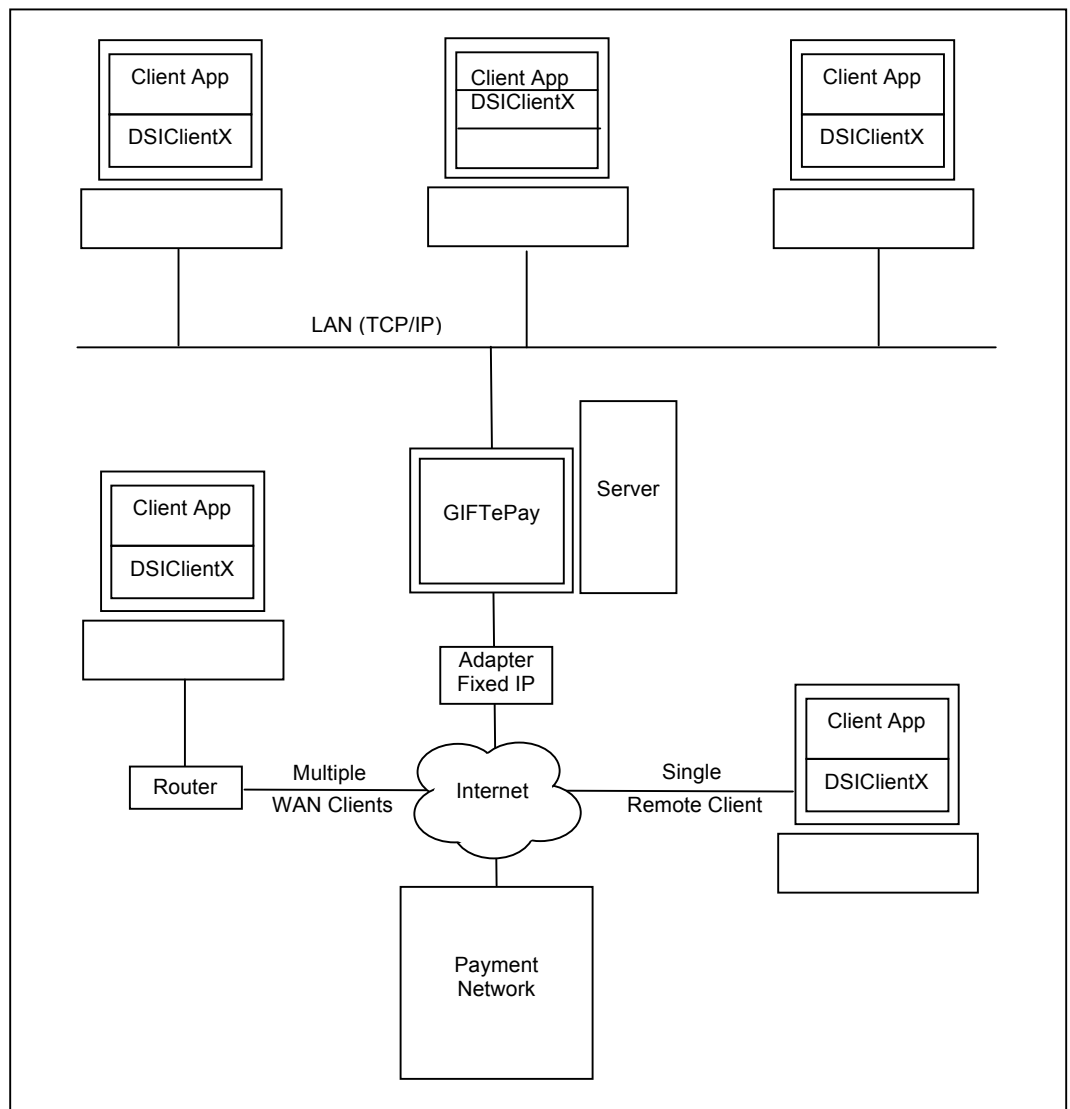 Client App
DSIClientX
Client App
DSIClientX
Client App
DSIClientX
LAN (TCP/IP)
GIFTePay
Server
Client App
DSIClientX
Adapter
Fixed IP
Client App
DSIClientX
Router
Multiple
WAN Clients
Internet
Single
Remote Client
Payment
Network